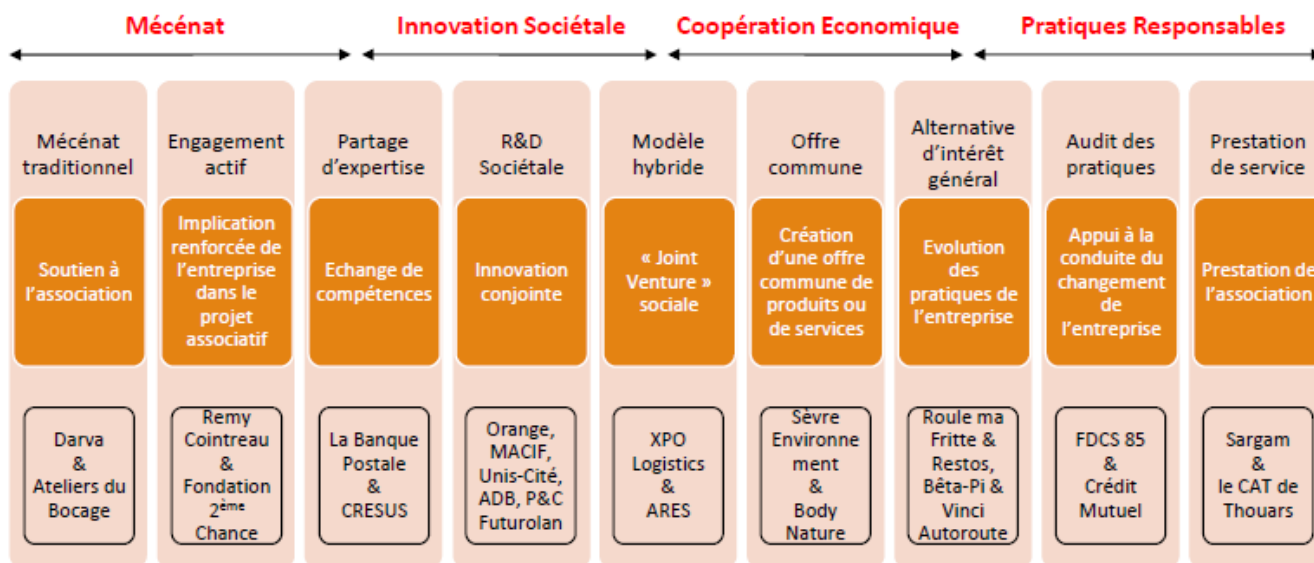 Mécénat
Innovation Sociétale
Coopération Economique
Pratiques Responsables
Mécénat
traditionnel
Engagement
actif
Partage
d'expertise
R&D
Sociétale
Modèle
hybride
Offre
commune
Alternative
d'intérêt
général
Audit des
pratiques
Prestation
de service
Soutien à
l'association
Implication
renforcée de
l'entreprise
dans le
projet
associatif
Echange de
compétences
Innovation
conjointe
« Joint
Venture »
sociale
Création
d'une offre
commune de
produits ou
de services
Evolution
des
pratiques de
l'entreprise
Appui à la
conduite du
changement
de
l'entreprise
Prestation de
l'association
Darva
&
Ateliers du
Bocage
Remy
Cointreau
&
Fondation
2ème
Chance
La Banque
Postale
&
CRESUS
Orange,
MACIF,
Unis-Cité,
ADB, P&C
Futurolan
XPO
Logistics
&
ARES
Sèvre
Environne
ment
&
Body
Nature
Roule ma
Fritte &
Restos,
Bêta-Pi &
Vinci
Autoroute
FDCS 85
&
Crédit
Mutuel
Sargam
&
le CAT de
Thouars